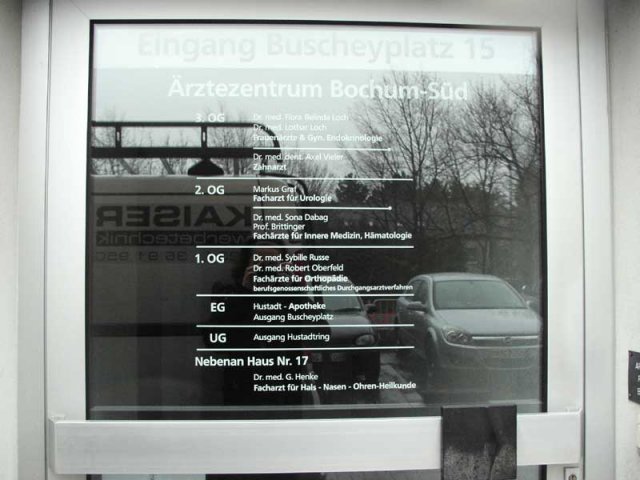 Eingang Buscheyplatz 15
Ärztezentrum Bochum-Süd
3. OG Dr. med. Flora Belinda Loch
Dr. med. Lothar Loch
Frauenärzte & Gyn. Endokrinologie
Dr. med. dent. Axel Vieler
Zahnarzt
2. OG Markus Graf
Facharzt für Urologie
Dr. med. Sona Dabag
Prof. Brittinger
Fachärzte für Innere Medizin, Hämatologie
1. OG Dr. med. Sybille Russe
Dr. med. Robert Oberfeld
Fachärzte für Orthopädie
berufsgenossenschaftliches Durchgangsarztverfahren
EG Hustadt - Apotheke
Ausgang Buscheyplatz
UG Ausgang Hustadtring
Nebenan Haus Nr. 17
Dr. med. G. Henke
Facharzt für Hals - Nasen - Ohren-Heilkunde
KAISER